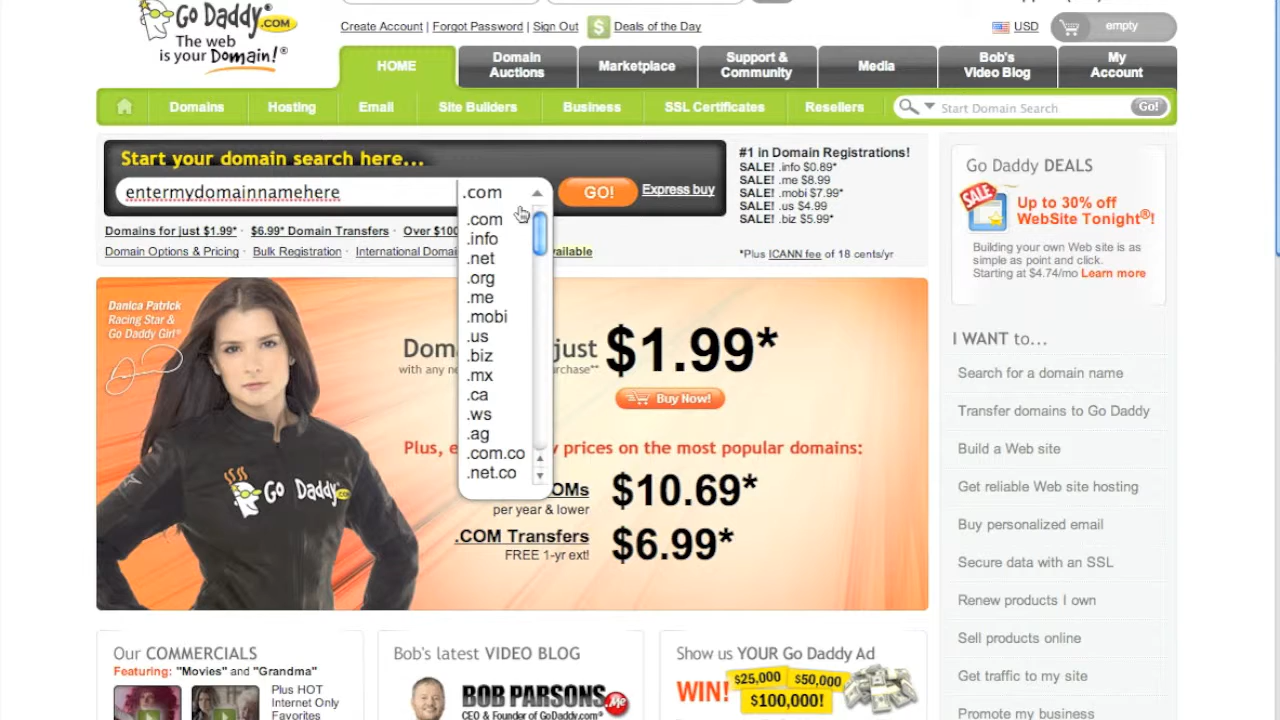 Go Daddy.COM
The web
is your Domain!®
Create Account | Forgot Password | Sign Out $ Deals of the Day
USD empty
HOME
Domain Auctions
Marketplace
Support & Community
Media
Bob's Video Blog
My Account
Domains Hosting Email Site Builders Business SSL Certificates Resellers Start Domain Search Go!
Start your domain search here...
entermydomainnamehere .com GO! Express buy
.com
.info
.net
.org
.me
.mobi
.us
.biz
.mx
.ca
.ws
.ag
.com.co
.net.co
Domains for just $1.99* · $6.99* Domain Transfers · Over $100
Domain Options & Pricing · Bulk Registration · International Domai
#1 in Domain Registrations!
SALE! .info $0.89*
SALE! .me $8.99
SALE! .mobi $7.99*
SALE! .us $4.99
SALE! .biz $5.99*
*Plus ICANN fee of 18 cents/yr
Danica Patrick
Racing Star &
Go Daddy Girl®
Go Daddy.COM
Dom just $1.99*
with any ne rchase**
Buy Now!
Plus, e y prices on the most popular domains:
OMs $10.69*
per year & lower
.COM Transfers $6.99*
FREE 1-yr ext!
Go Daddy DEALS
SALE
Up to 30% off
WebSite Tonight®!
Building your own Web site is as
simple as point and click.
Starting at $4.74/mo Learn more
I WANT to...
Search for a domain name
Transfer domains to Go Daddy
Build a Web site
Get reliable Web site hosting
Buy personalized email
Secure data with an SSL
Renew products I own
Sell products online
Get traffic to my site
Promote my business
Our COMMERCIALS
Featuring: "Movies" and "Grandma"
Plus HOT
Internet Only
Favorites
Bob's latest VIDEO BLOG
BOB PARSONS.Me
CEO & Founder of GoDaddy.com®
Show us YOUR Go Daddy Ad
WIN! $25,000 $50,000
$100,000!